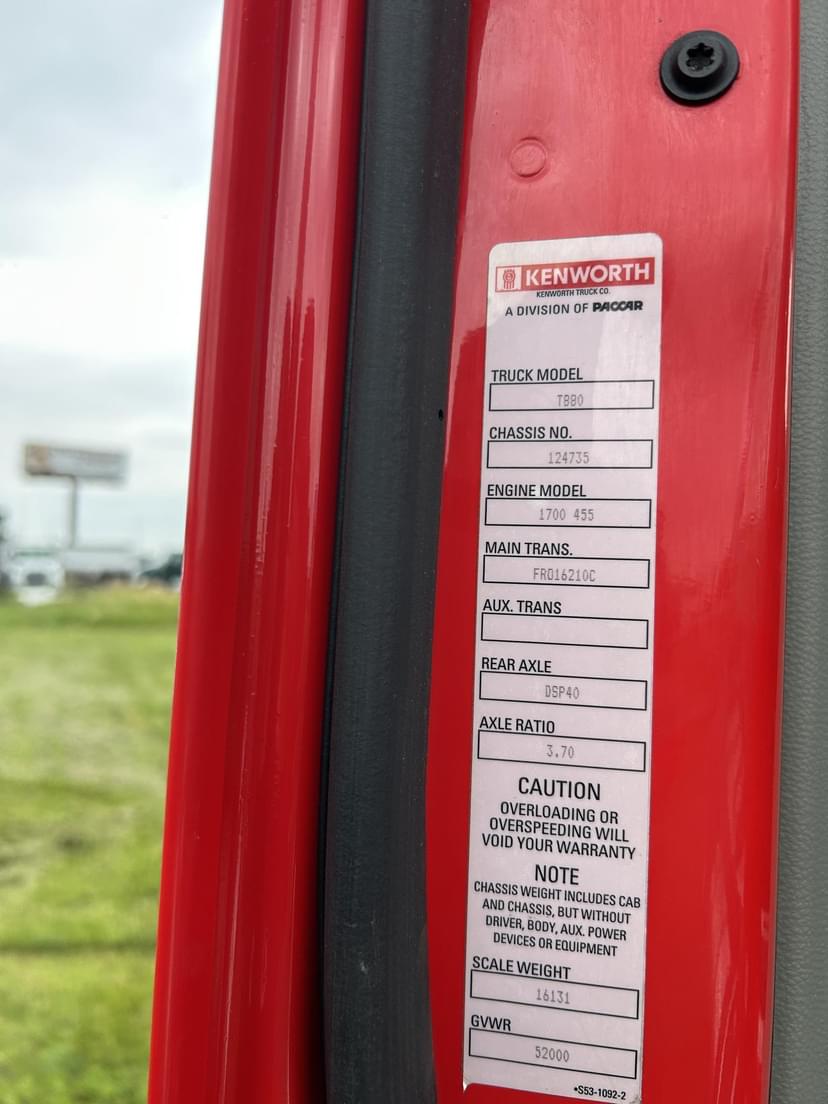 KENWORTH
KENWORTH TRUCK CO.
A DIVISION OF PACCAR
TRUCK MODEL
T880
CHASSIS NO.
124735
ENGINE MODEL
1700 455
MAIN TRANS.
FRO16210C
AUX. TRANS
REAR AXLE
DSP40
AXLE RATIO
3.70
CAUTION
OVERLOADING OR
OVERSPEEDING WILL
VOID YOUR WARRANTY
NOTE
CHASSIS WEIGHT INCLUDES CAB
AND CHASSIS, BUT WITHOUT
DRIVER, BODY, AUX. POWER
DEVICES OR EQUIPMENT
SCALE WEIGHT
16131
GVWR
52000
*S53-1092-2